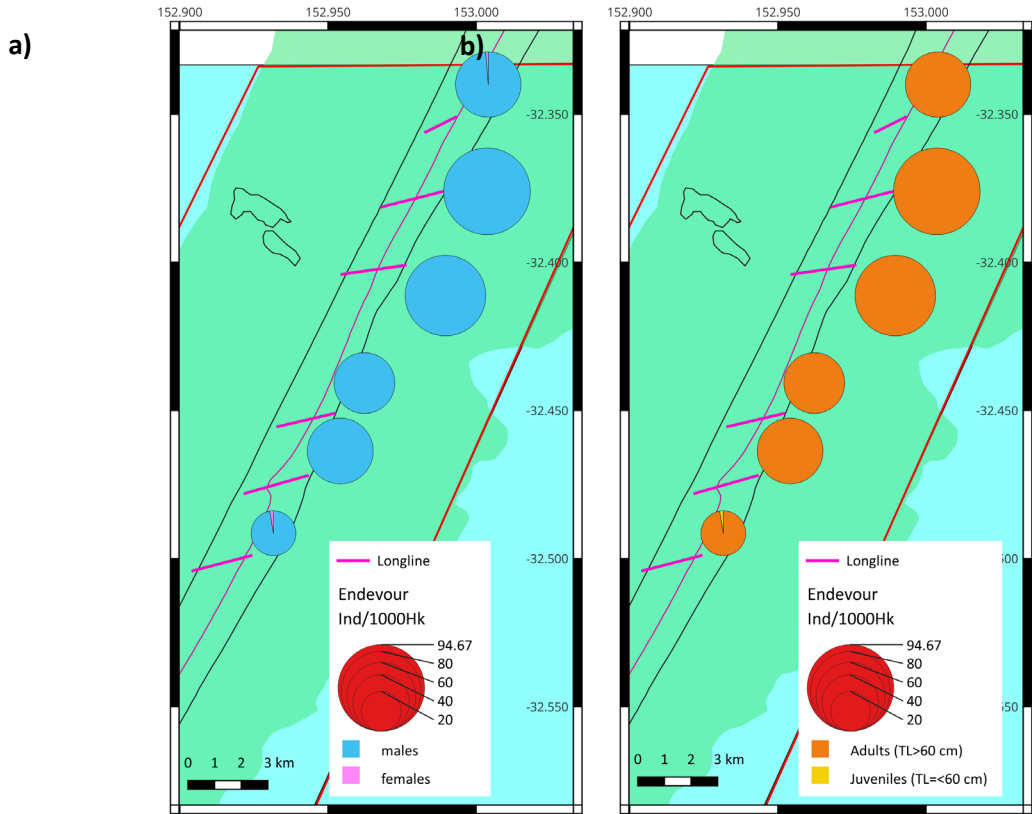 a)
152.900 152.950 153.000
-32.350
-32.400
-32.450
-32.500
-32.550
Longline
Endevour
Ind/1000Hk
94.67
80
60
40
20
males
females
0 1 2 3 km
b)
152.900 152.950 153.000
-32.350
-32.400
-32.450
500
550
Longline
Endevour
Ind/1000Hk
94.67
80
60
40
20
Adults (TL>60 cm)
Juveniles (TL=<60 cm)
0 1 2 3 km